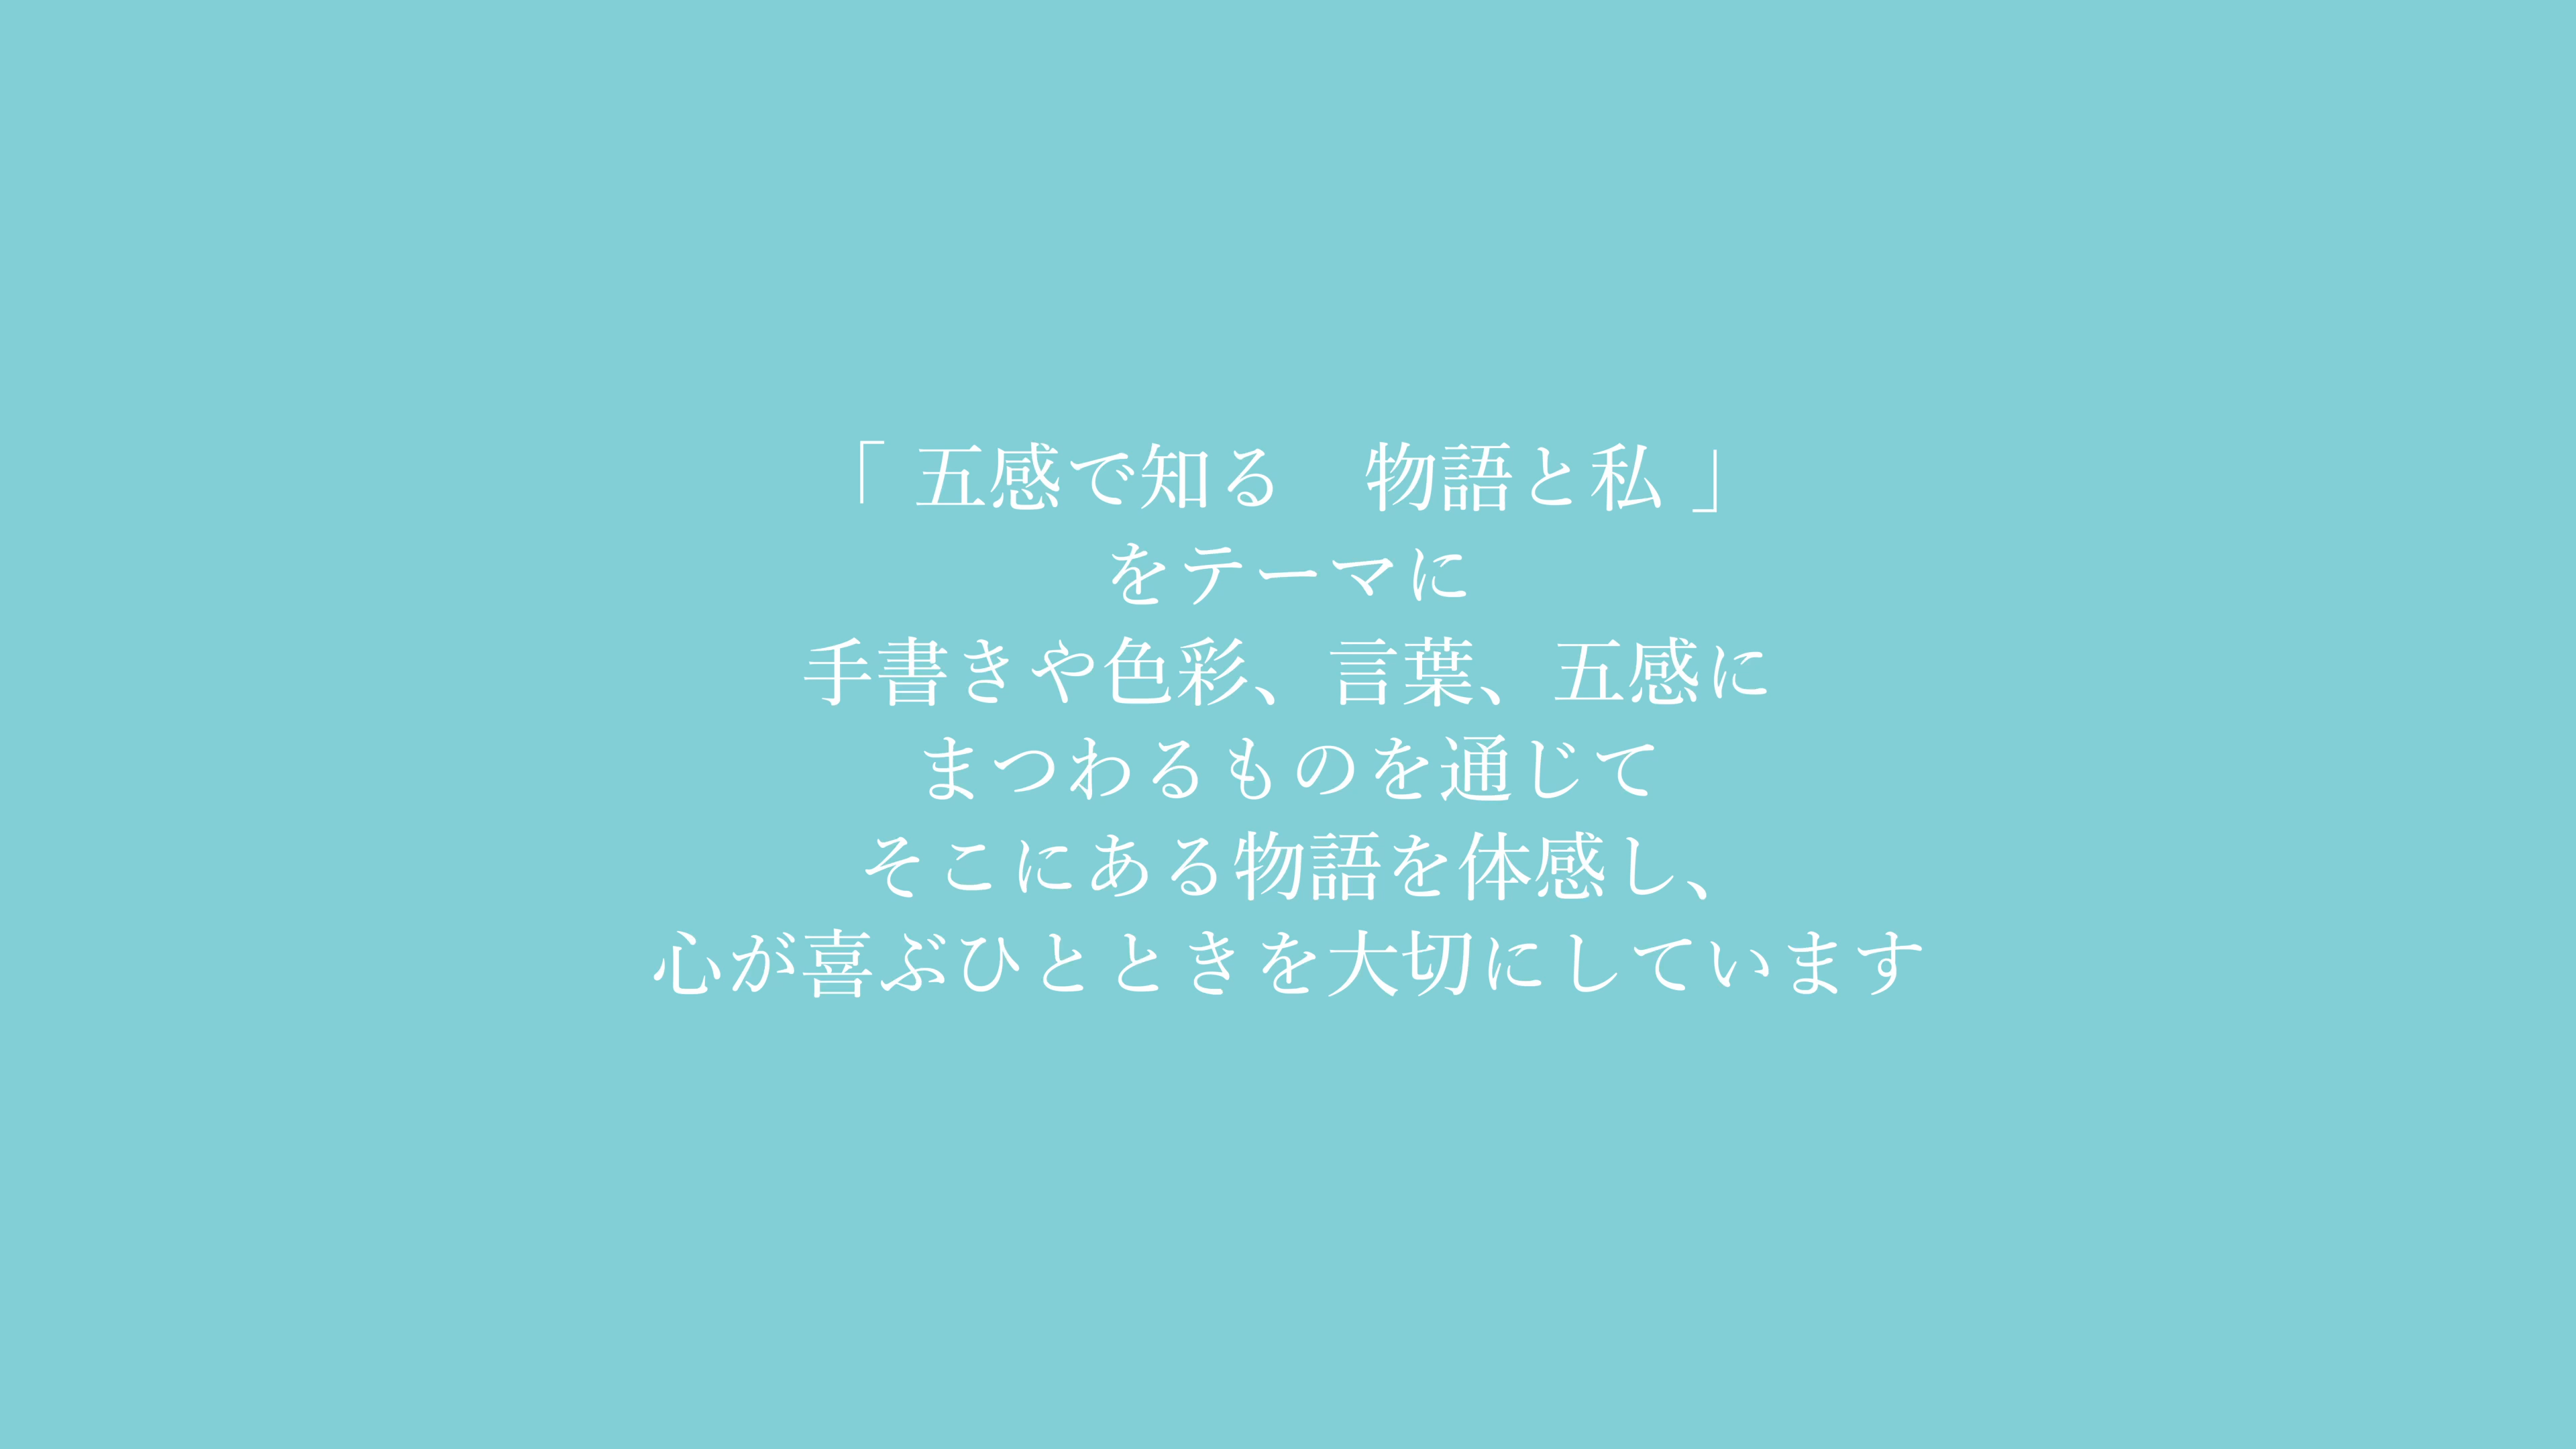 「 五感で知る　物語と私 」
をテーマに
手書きや色彩、言葉、五感に
まつわるものを通じて
そこにある物語を体感し、
心が喜ぶひとときを大切にしています